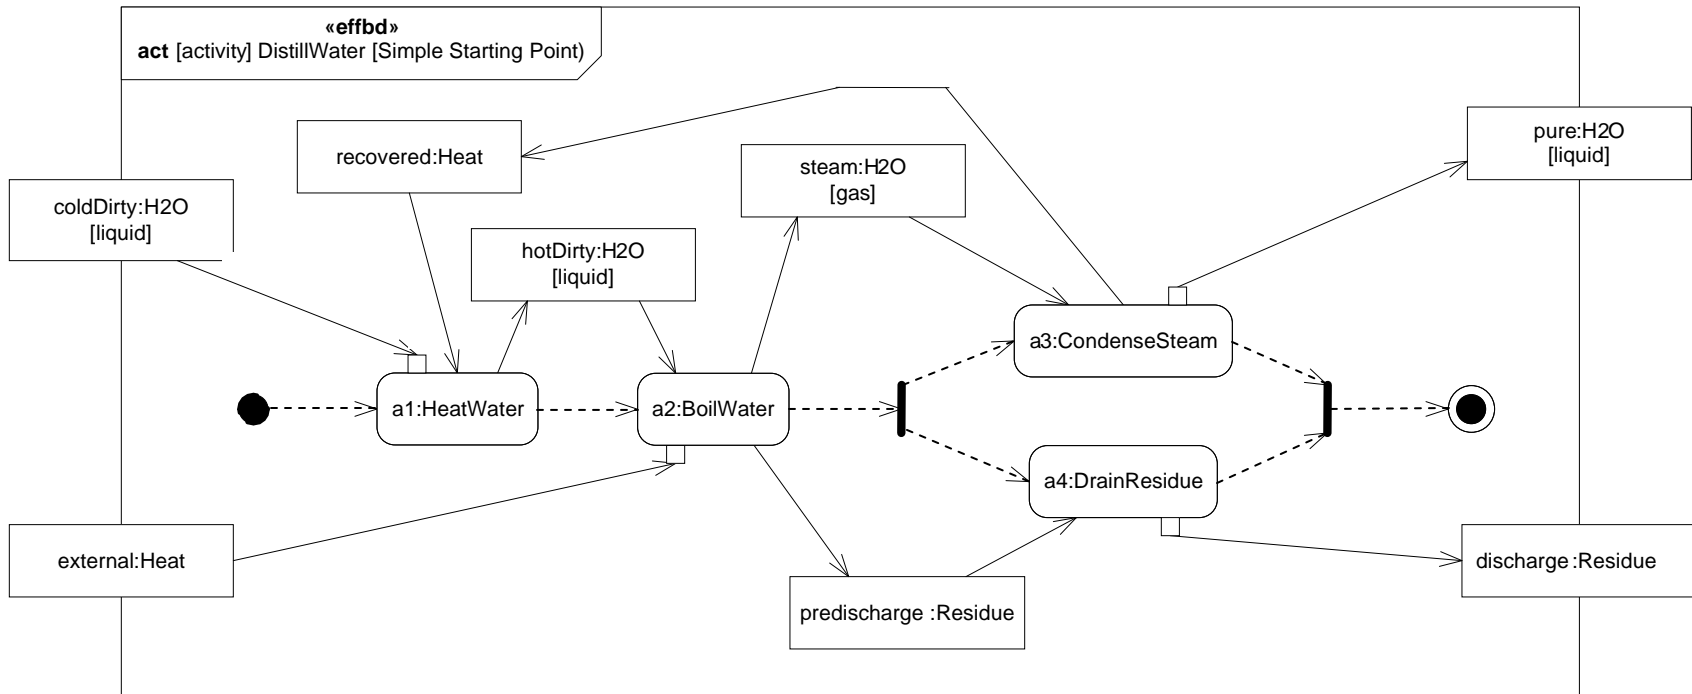 «effbd»
act [activity] DistillWater [Simple Starting Point)
recovered:Heat
steam:H2O
[gas]
pure:H2O
[liquid]
coldDirty:H2O
[liquid]
hotDirty:H2O
[liquid]
a3:CondenseSteam
a1:HeatWater
a2:BoilWater
a4:DrainResidue
external:Heat
discharge :Residue
predischarge :Residue